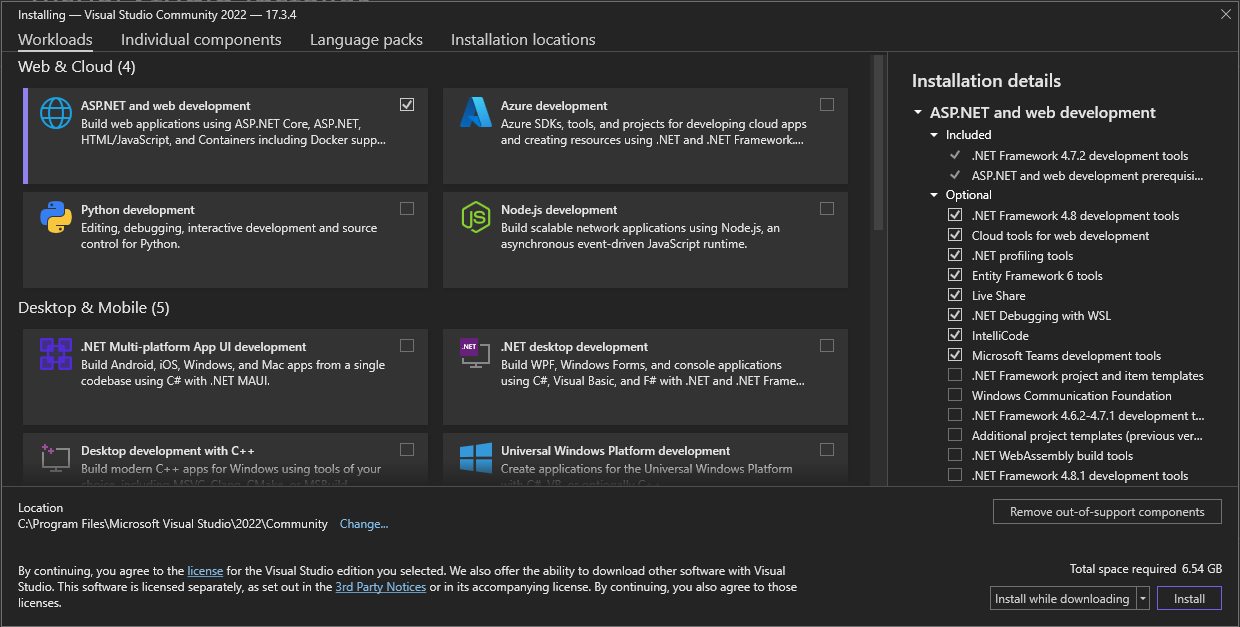 Installing — Visual Studio Community 2022 — 17.3.4
Workloads
Individual components
Language packs
Installation locations
Web & Cloud (4)
ASP.NET and web development
Build web applications using ASP.NET Core, ASP.NET,
HTML/JavaScript, and Containers including Docker supp...
Azure development
Azure SDKs, tools, and projects for developing cloud apps
and creating resources using .NET and .NET Framework....
Python development
Editing, debugging, interactive development and source
control for Python.
Node.js development
Build scalable network applications using Node.js, an
asynchronous event-driven JavaScript runtime.
Desktop & Mobile (5)
.NET Multi-platform App UI development
Build Android, iOS, Windows, and Mac apps from a single
codebase using C# with .NET MAUI.
.NET
.NET desktop development
Build WPF, Windows Forms, and console applications
using C#, Visual Basic, and F# with .NET and .NET Frame...
Desktop development with C++
Build modern C++ apps for Windows using tools of your
choice, including MSVC, Clang, CMake, or MSBuild.
Universal Windows Platform development
Create applications for the Universal Windows Platform
with C#, VB, or optionally C++.
Installation details
ASP.NET and web development
Included
.NET Framework 4.7.2 development tools
ASP.NET and web development prerequisi...
Optional
.NET Framework 4.8 development tools
Cloud tools for web development
.NET profiling tools
Entity Framework 6 tools
Live Share
.NET Debugging with WSL
IntelliCode
Microsoft Teams development tools
.NET Framework project and item templates
Windows Communication Foundation
.NET Framework 4.6.2-4.7.1 development t...
Additional project templates (previous ver...
.NET WebAssembly build tools
.NET Framework 4.8.1 development tools
Location
C:\Program Files\Microsoft Visual Studio\2022\Community Change...
Remove out-of-support components
By continuing, you agree to the license for the Visual Studio edition you selected. We also offer the ability to download other software with Visual
Studio. This software is licensed separately, as set out in the 3rd Party Notices or in its accompanying license. By continuing, you also agree to those
licenses.
Total space required 6.54 GB
Install while downloading
Install